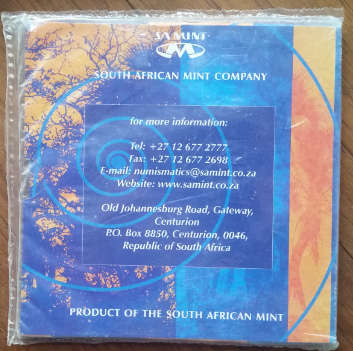 SA MINT
SOUTH AFRICAN MINT COMPANY
for more information:
Tel: +27 12 677 2777
Fax: +27 12 677 2698
E-mail: numismatics@samint.co.za
Website: www.samint.co.za
Old Johannesburg Road, Gateway,
Centurion
P.O. Box 8850, Centurion, 0046,
Republic of South Africa
PRODUCT OF THE SOUTH AFRICAN MINT